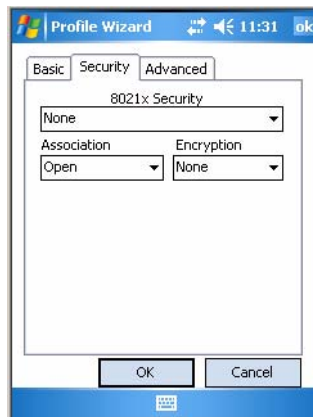 Profile Wizard 11:31 ok
Basic Security Advanced
8021x Security
None
Association Encryption
Open None
OK Cancel